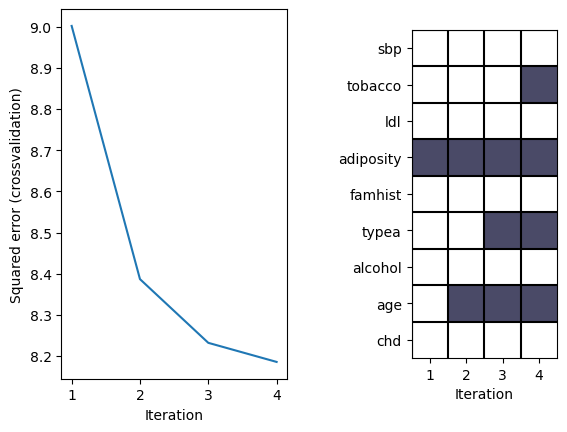 9.0
8.9
8.8
8.7
8.6
8.5
8.4
8.3
8.2
Squared error (crossvalidation)
1 2 3 4
Iteration
sbp
tobacco
ldl
adiposity
famhist
typea
alcohol
age
chd
1 2 3 4
Iteration